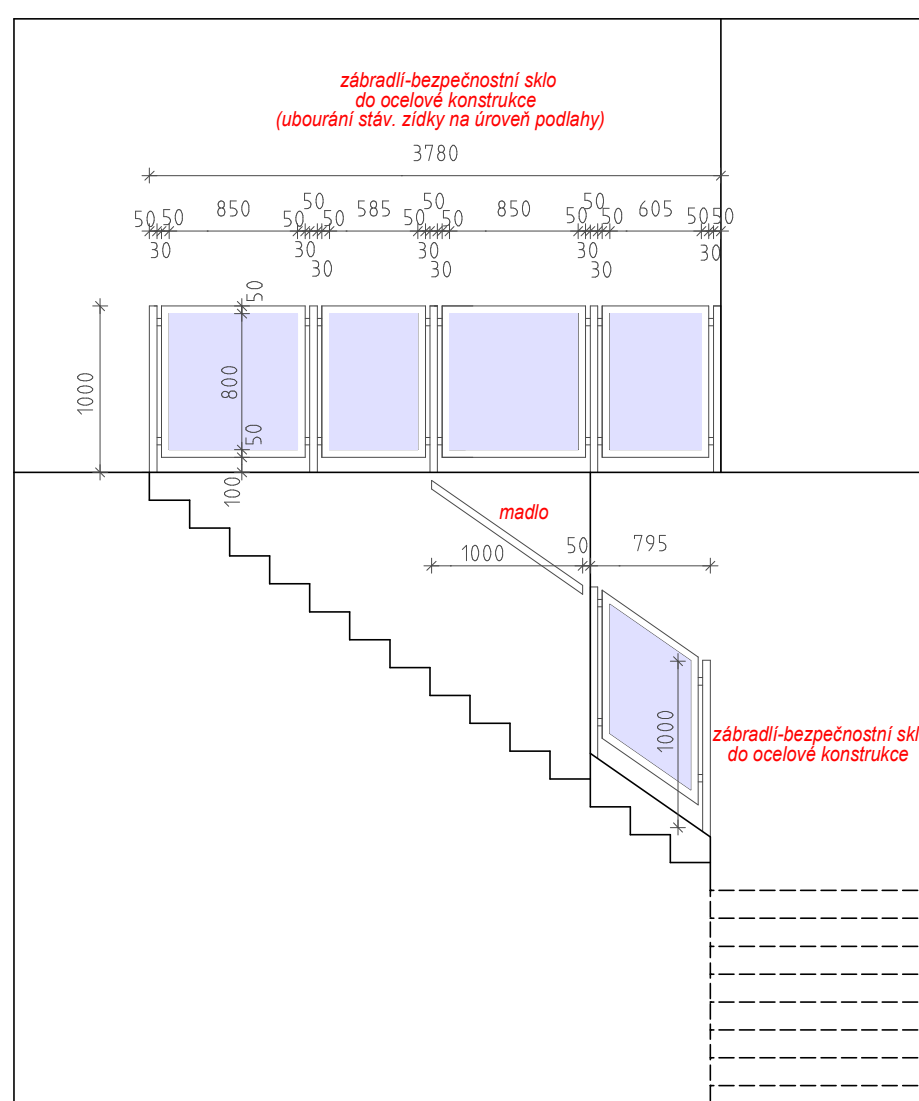 zábradlí-bezpečnostní sklo
do ocelové konstrukce
(ubourání stáv. zídky na úroveň podlahy)
3780
50 50 850 50 50 50 585 50 50 50 850 50 50 50 605 50 50
30 30 30 30 30 30 30 30
50
1000
800
50
100
madlo
1000 50 795
1000
zábradlí-bezpečnostní skl
do ocelové konstrukce